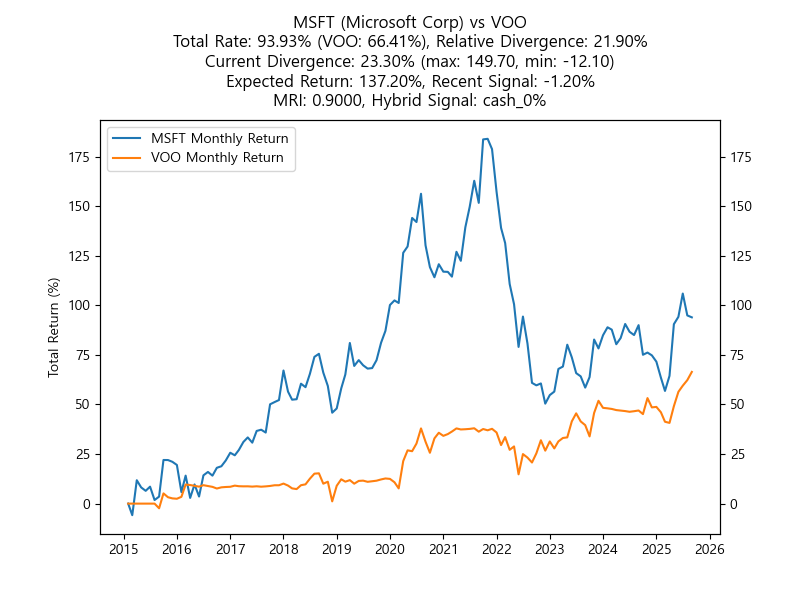 MSFT (Microsoft Corp) vs VOO
Total Rate: 93.93% (VOO: 66.41%), Relative Divergence: 21.90%
Current Divergence: 23.30% (max: 149.70, min: -12.10)
Expected Return: 137.20%, Recent Signal: -1.20%
MRI: 0.9000, Hybrid Signal: cash_0%
MSFT Monthly Return
VOO Monthly Return
Total Return (%)
175
150
125
100
75
50
25
0
175
150
125
100
75
50
25
0
2015 2016 2017 2018 2019 2020 2021 2022 2023 2024 2025 2026